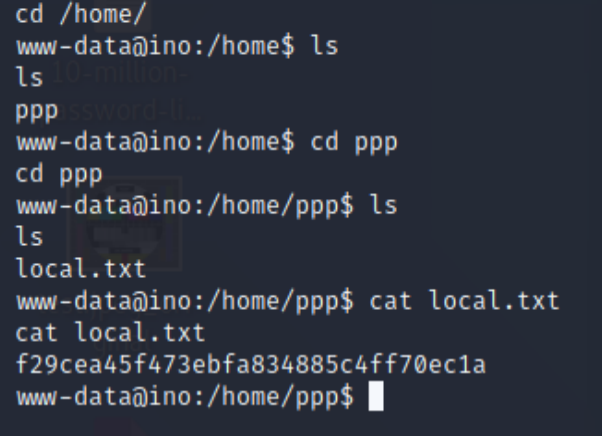 cd /home/
www-data@ino:/home$ ls
ls
ppp
www-data@ino:/home$ cd ppp
cd ppp
www-data@ino:/home/ppp$ ls
ls
local.txt
www-data@ino:/home/ppp$ cat local.txt
cat local.txt
f29cea45f473ebfa834885c4ff70ec1a
www-data@ino:/home/ppp$